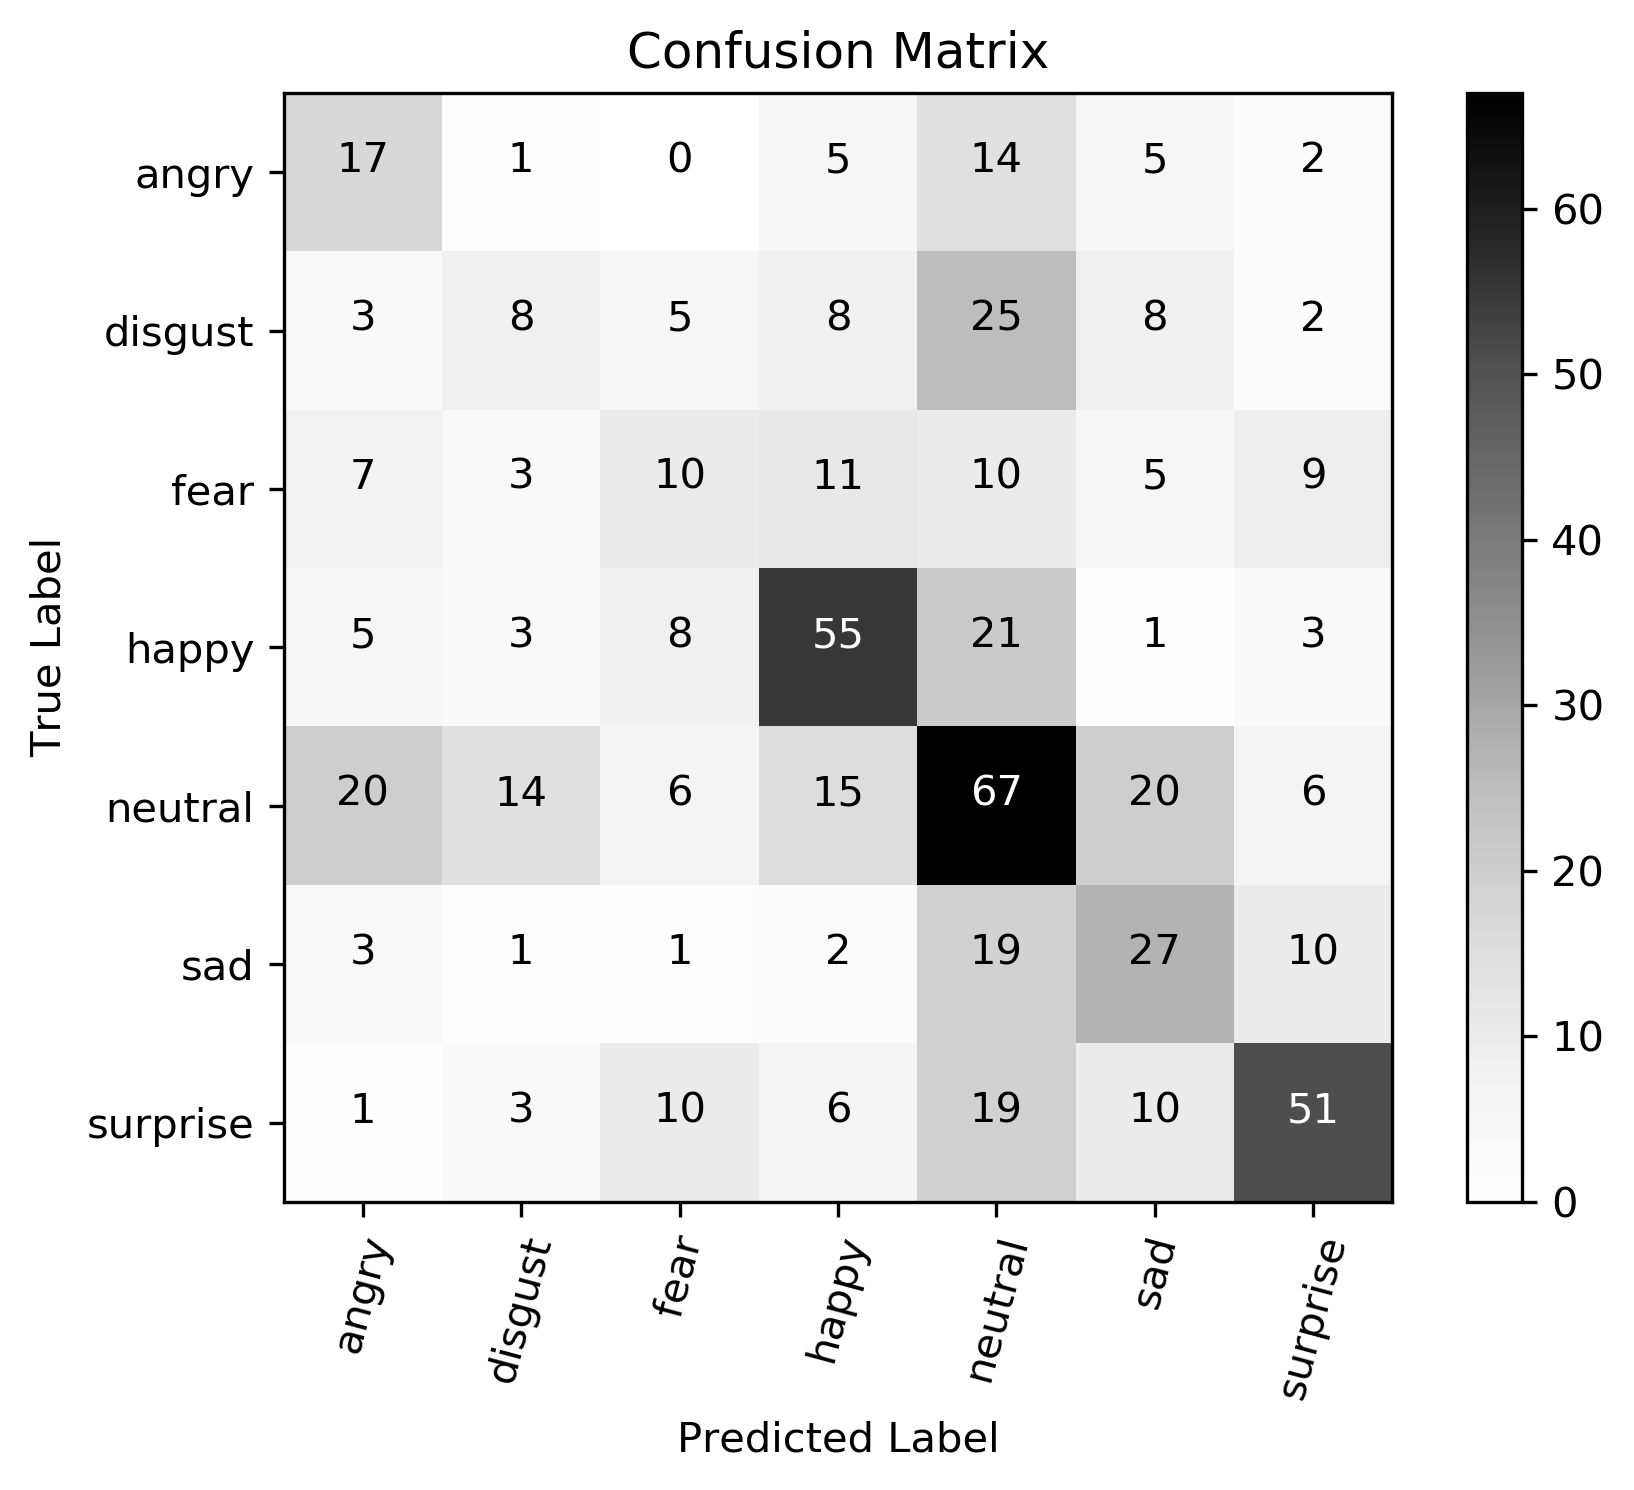 Confusion Matrix
angry 17 1 0 5 14 5 2
disgust 3 8 5 8 25 8 2
fear 7 3 10 11 10 5 9
happy 5 3 8 55 21 1 3
neutral 20 14 6 15 67 20 6
sad 3 1 1 2 19 27 10
surprise 1 3 10 6 19 10 51
True Label
angry disgust fear happy neutral sad surprise
Predicted Label
60
50
40
30
20
10
0